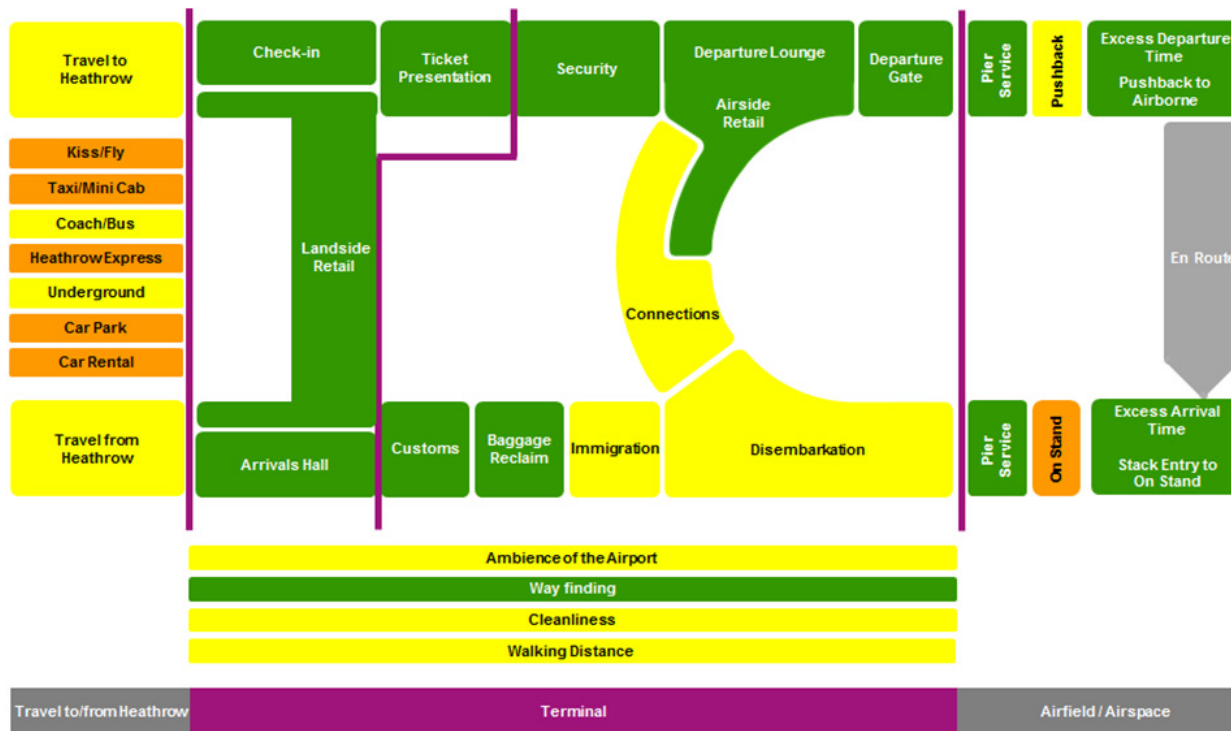 Travel to
Heathrow
Check-in
Ticket
Presentation
Security
Departure Lounge
Airside
Retail
Departure
Gate
Pier
Service
Pushback
Excess Departure
Time
Pushback to
Airborne
Kiss/Fly
Taxi/Mini Cab
Coach/Bus
Heathrow Express
Underground
Car Park
Car Rental
Landside
Retail
Connections
En Route
Travel from
Heathrow
Arrivals Hall
Customs
Baggage
Reclaim
Immigration
Disembarkation
Pier
Service
On Stand
Excess Arrival
Time
Stack Entry to
On Stand
Ambience of the Airport
Way finding
Cleanliness
Walking Distance
Travel to/from Heathrow
Terminal
Airfield / Airspace